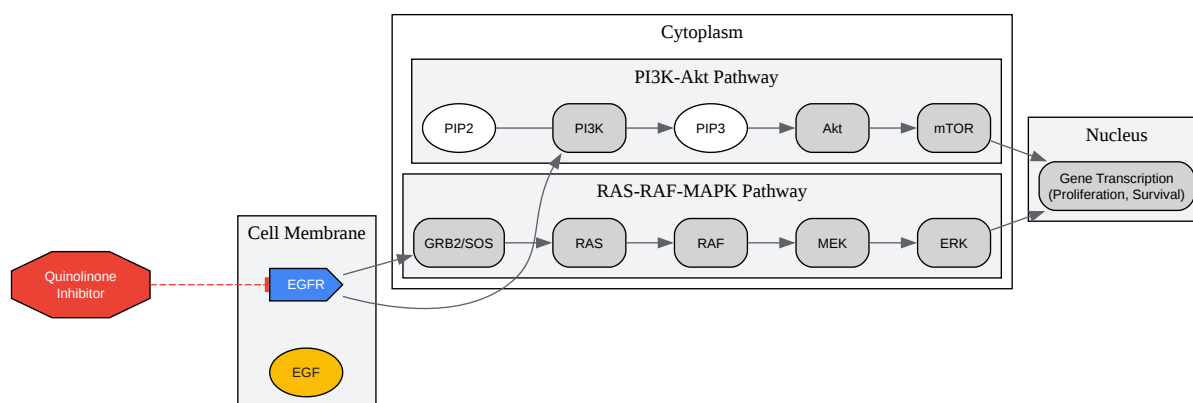 Cytoplasm
PI3K-Akt Pathway
PIP2
PI3K
PIP3
Akt
mTOR
Nucleus
Gene Transcription
(Proliferation, Survival)
RAS-RAF-MAPK Pathway
GRB2/SOS
RAS
RAF
MEK
ERK
Cell Membrane
EGFR
EGF
Quinolinone
Inhibitor